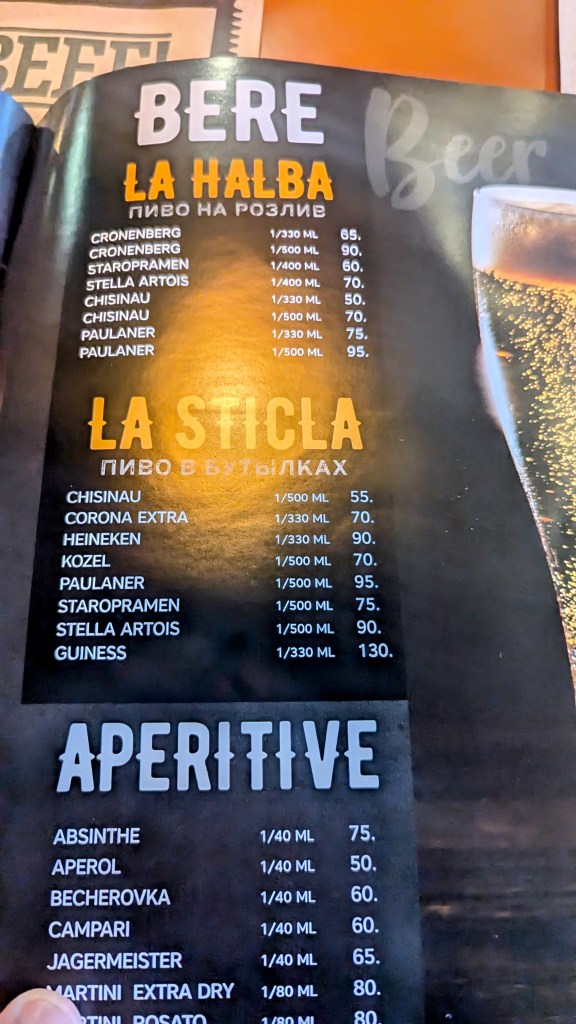 BEEF!
BERE
Beer
LA HALBA
ПИВО НА РОЗЛИВ
CRONENBERG 1/330 ML 65.
CRONENBERG 1/500 ML 90.
STAROPRAMEN 1/400 ML 60.
STELLA ARTOIS 1/400 ML 70.
CHISINAU 1/330 ML 50.
CHISINAU 1/500 ML 70.
PAULANER 1/330 ML 75.
PAULANER 1/500 ML 95.
LA STICLA
ПИВО В БУТЫЛКАХ
CHISINAU 1/500 ML 55.
CORONA EXTRA 1/330 ML 70.
HEINEKEN 1/330 ML 90.
KOZEL 1/500 ML 70.
PAULANER 1/500 ML 95.
STAROPRAMEN 1/500 ML 75.
STELLA ARTOIS 1/500 ML 90.
GUINESS 1/330 ML 130.
APERITIVE
ABSINTHE 1/40 ML 75.
APEROL 1/40 ML 50.
BECHEROVKA 1/40 ML 60.
CAMPARI 1/40 ML 60.
JAGERMEISTER 1/40 ML 65.
MARTINI EXTRA DRY 1/80 ML 80.
MARTINI ROSATO 1/80 ML 80.